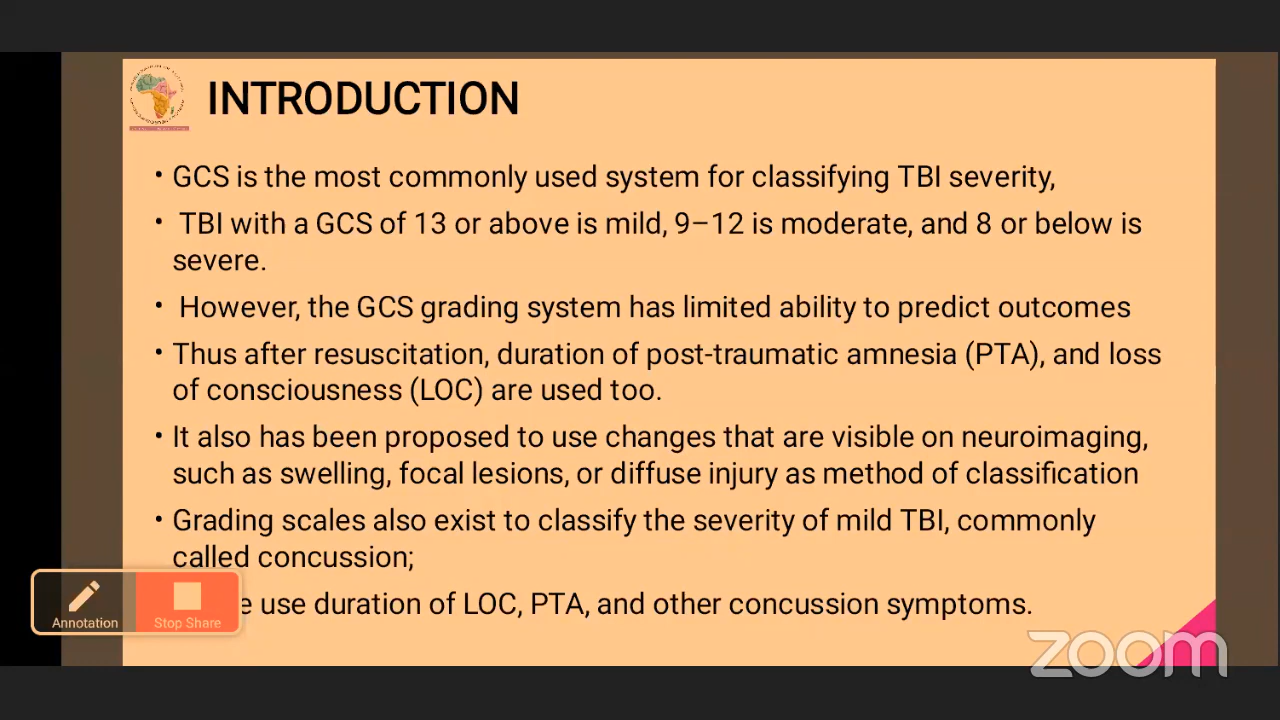 INTRODUCTION
• GCS is the most commonly used system for classifying TBI severity,
• TBI with a GCS of 13 or above is mild, 9–12 is moderate, and 8 or below is
severe.
• However, the GCS grading system has limited ability to predict outcomes
• Thus after resuscitation, duration of post-traumatic amnesia (PTA), and loss
of consciousness (LOC) are used too.
• It also has been proposed to use changes that are visible on neuroimaging,
such as swelling, focal lesions, or diffuse injury as method of classification
• Grading scales also exist to classify the severity of mild TBI, commonly
called concussion;
use duration of LOC, PTA, and other concussion symptoms.
Annotation
Stop Share
zoom